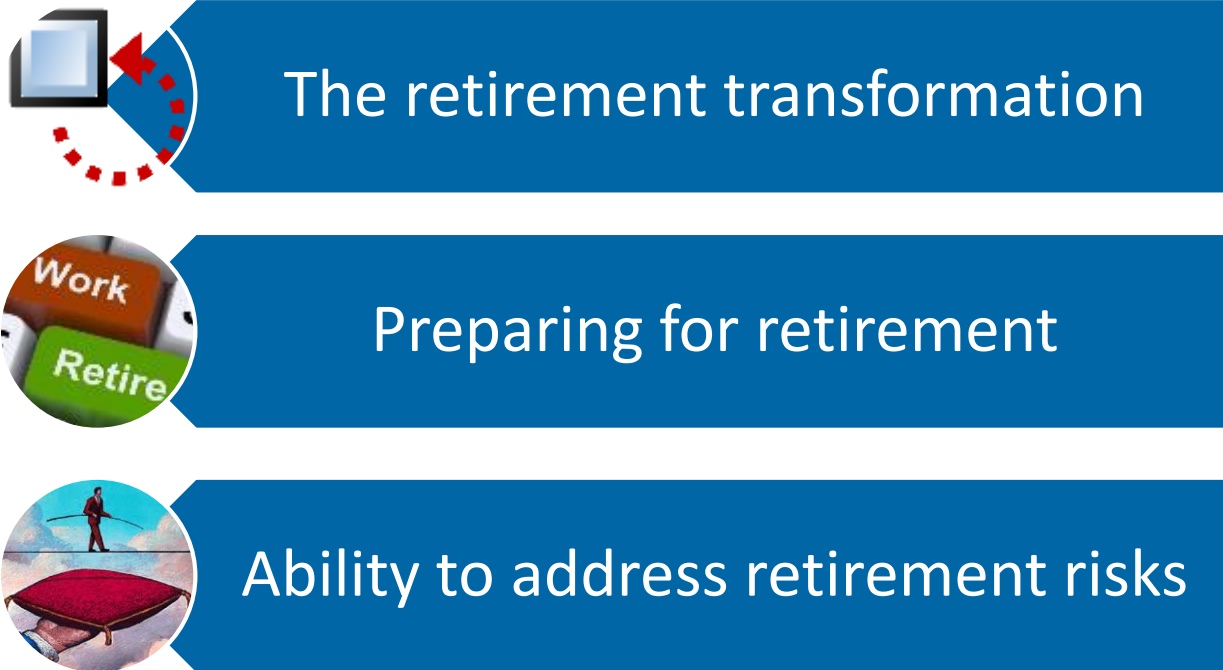 The retirement transformation
Work
Retire
Preparing for retirement
Ability to address retirement risks